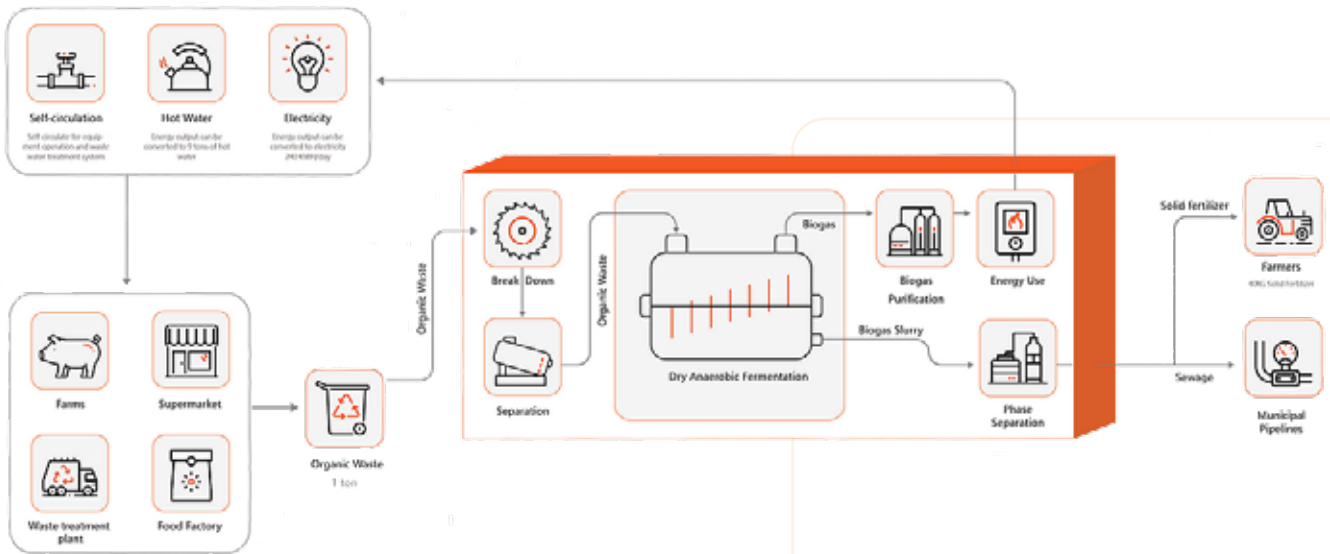 Self-circulation
Self circulate for equip-
ment operation and waste
water treatment system
Hot Water
Energy output can be
converted to 9 tons of hot
water
Electricity
Energy output can be
converted to electricity
Farms
Supermarket
Waste treatment
plant
Food Factory
Organic Waste
1 ton
Organic Waste
Break Down
Separation
Organic Waste
Dry Anaerobic Fermentation
Biogas
Biogas Slurry
Biogas
Purification
Energy Use
Phase
Separation
Solid fertilizer
Sewage
Farmers
Solid fertilizer
Municipal
Pipelines